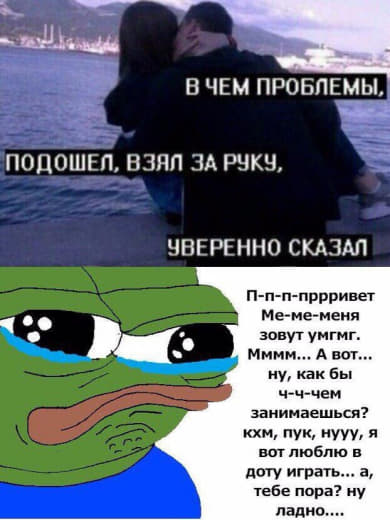 В ЧЕМ ПРОБЛЕМЫ,
ПОДОШЕЛ, ВЗЯЛ ЗА РУКУ,
УВЕРЕННО СКАЗАЛ
П-п-п-ппрривет
Ме-ме-меня
зовут умгмг.
Мммм... А вот...
ну, как бы
ч-ч-чем
занимаешься?
кхм, пук, нууу, я
вот люблю в
доту играть... а,
тебе пора? ну
ладно....